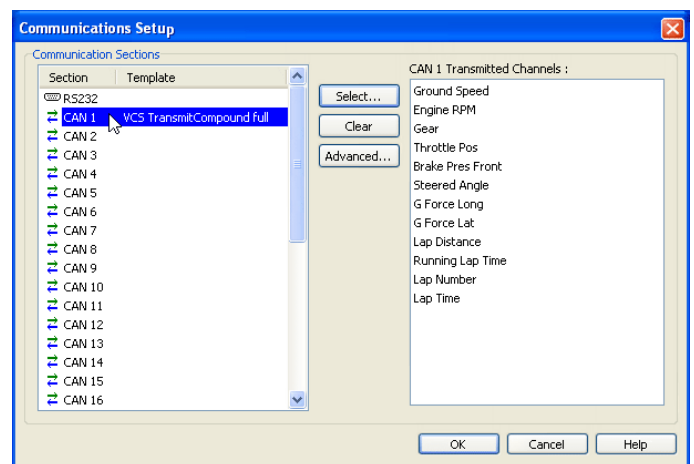 Communications Setup
Communication Sections
Section Template
RS232
CAN 1 VCS TransmitCompound full
CAN 2
CAN 3
CAN 4
CAN 5
CAN 6
CAN 7
CAN 8
CAN 9
CAN 10
CAN 11
CAN 12
CAN 13
CAN 14
CAN 15
CAN 16
Select...
Clear
Advanced...
CAN 1 Transmitted Channels :
Ground Speed
Engine RPM
Gear
Throttle Pos
Brake Pres Front
Steered Angle
G Force Long
G Force Lat
Lap Distance
Running Lap Time
Lap Number
Lap Time
OK Cancel Help